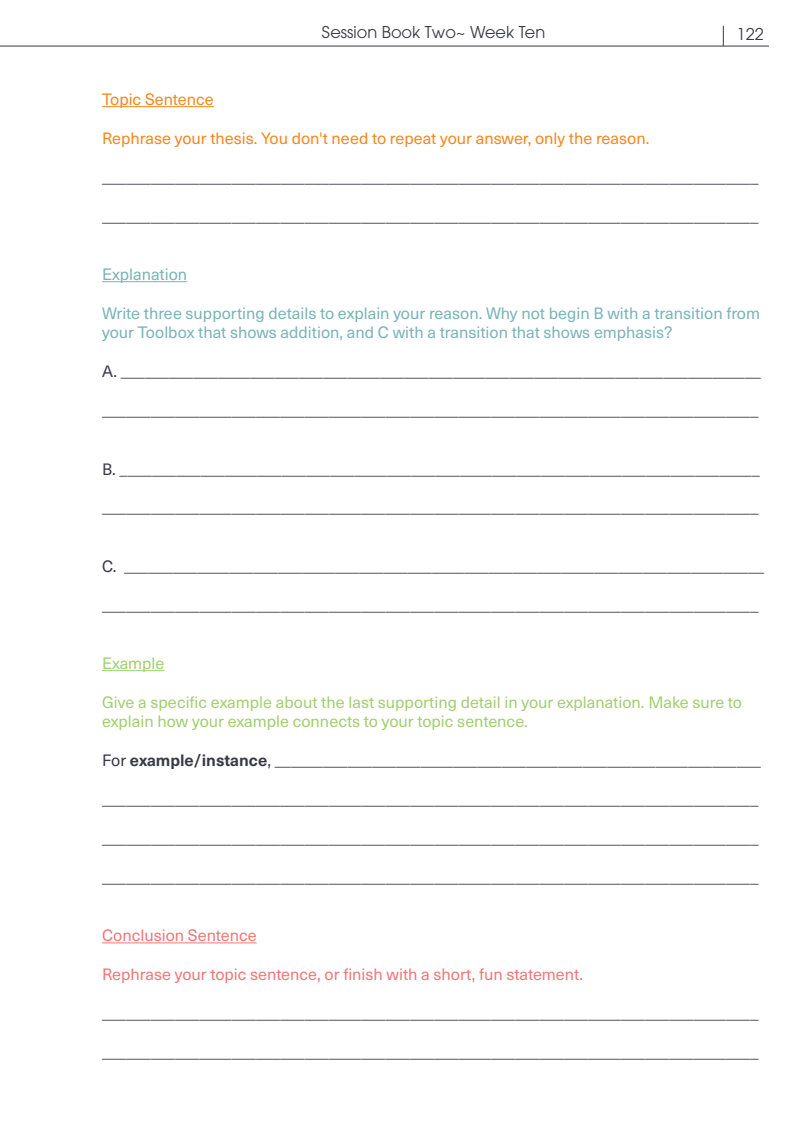 Session Book Two~ Week Ten | 122
Topic Sentence
Rephrase your thesis. You don't need to repeat your answer, only the reason.
Explanation
Write three supporting details to explain your reason. Why not begin B with a transition from
your Toolbox that shows addition, and C with a transition that shows emphasis?
A.
B.
C.
Example
Give a specific example about the last supporting detail in your explanation. Make sure to
explain how your example connects to your topic sentence.
For example/instance,
Conclusion Sentence
Rephrase your topic sentence, or finish with a short, fun statement.